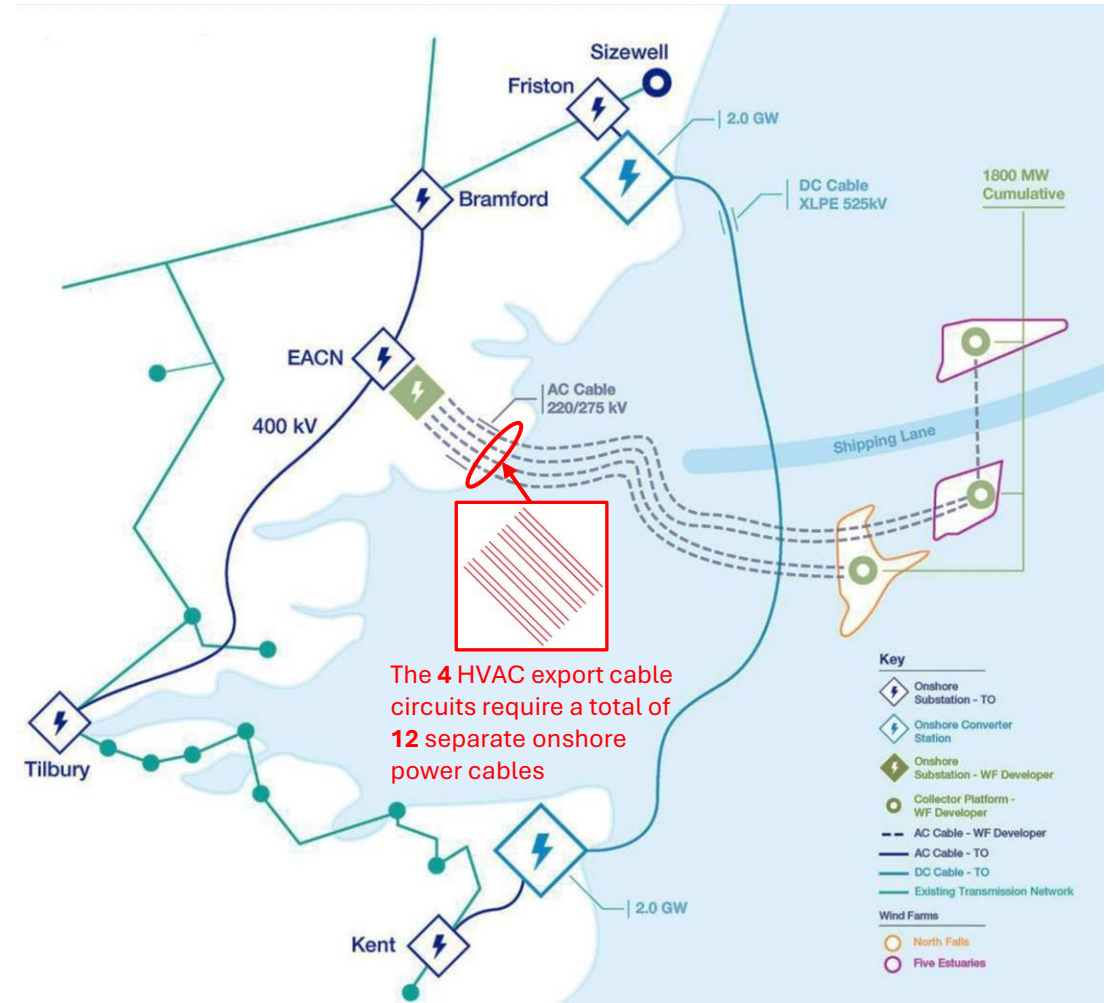 Sizewell
Friston
2.0 GW
DC Cable
XLPE 525kV
1800 MW
Cumulative
Bramford
EACN
AC Cable
220/275 kV
400 kV
Shipping Lane
The 4 HVAC export cable
circuits require a total of
12 separate onshore
power cables
Tilbury
2.0 GW
Kent
Key
Onshore
Substation - TO
Onshore Converter
Station
Onshore
Substation - WF Developer
Collector Platform -
WF Developer
AC Cable - WF Developer
AC Cable - TO
DC Cable - TO
Existing Transmission Network
Wind Farms
North Falls
Five Estuaries